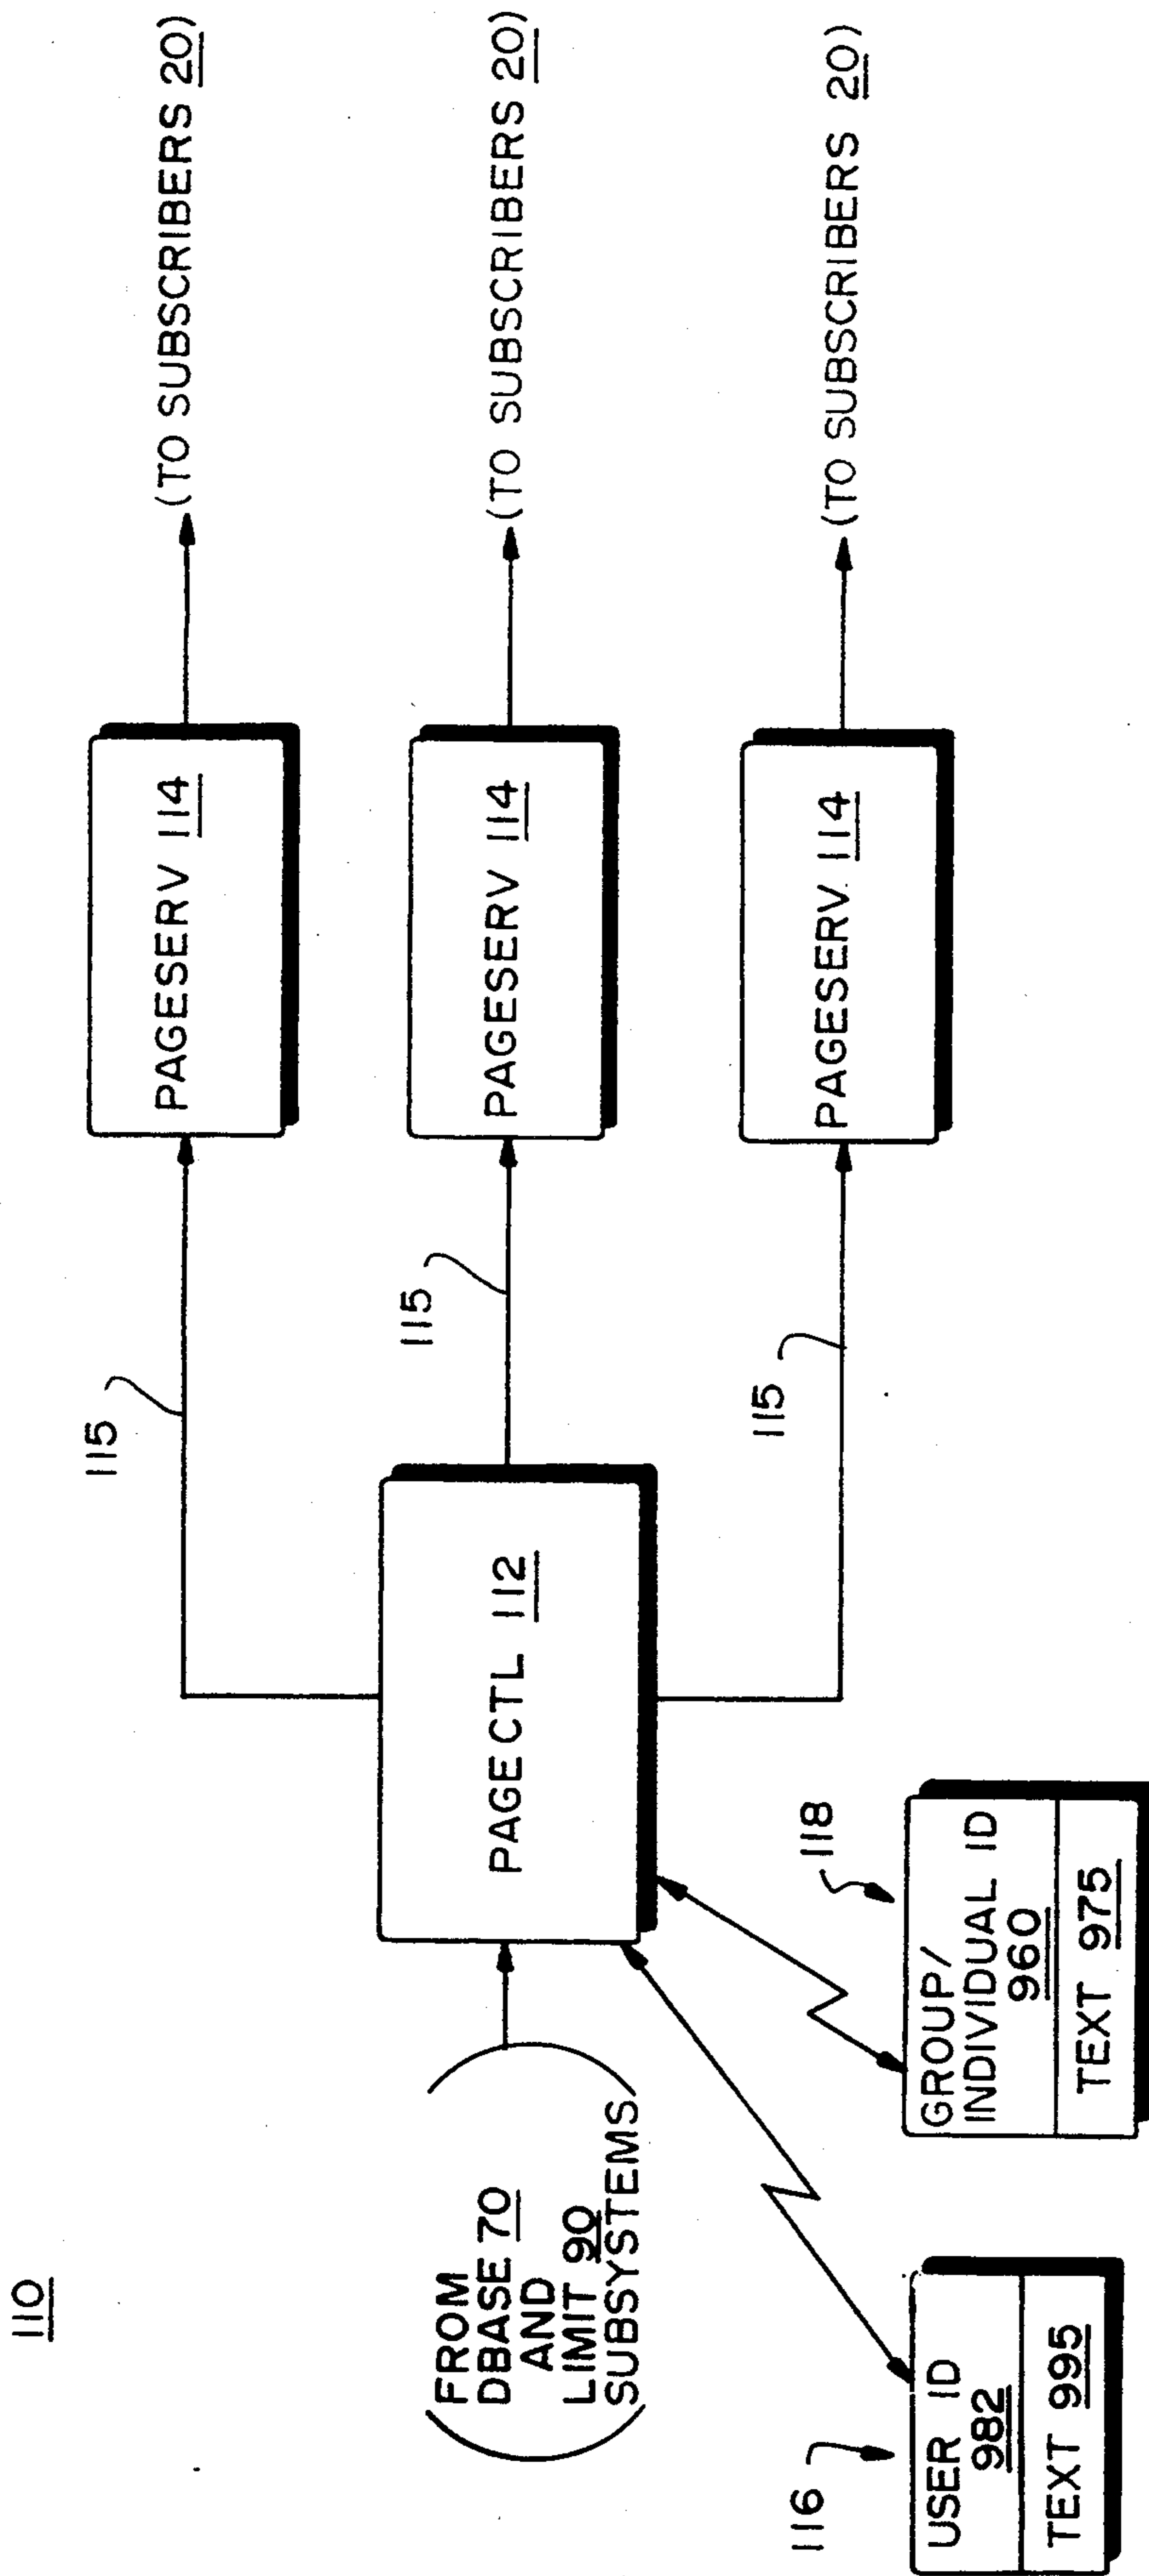 110
(TO SUBSCRIBERS 20)
PAGESERV 114
115
(TO SUBSCRIBERS 20)
PAGESERV 114
115
(TO SUBSCRIBERS 20)
PAGESERV 114
115
PAGECTL 112
FROM
DBASE 70
AND
LIMIT 90
SUBSYSTEMS
116
USER ID
982
TEXT 995
118
GROUP/
INDIVIDUAL ID
960
TEXT 975